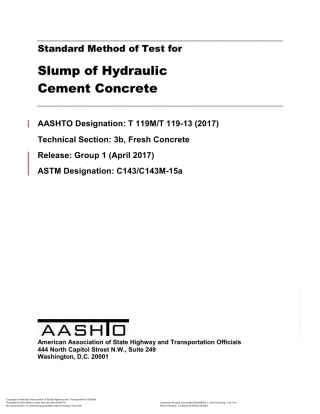 Standard Method of Test for
Slump of Hydraulic
Cement Concrete
AASHTO Designation: T 119M/T 119-13 (2017)
Technical Section: 3b, Fresh Concrete
Release: Group 1 (April 2017)
ASTM Designation: C143/C143M-15a
AASHTO
American Association of State Highway and Transportation Officials
444 North Capitol Street N.W., Suite 249
Washington, D.C. 20001